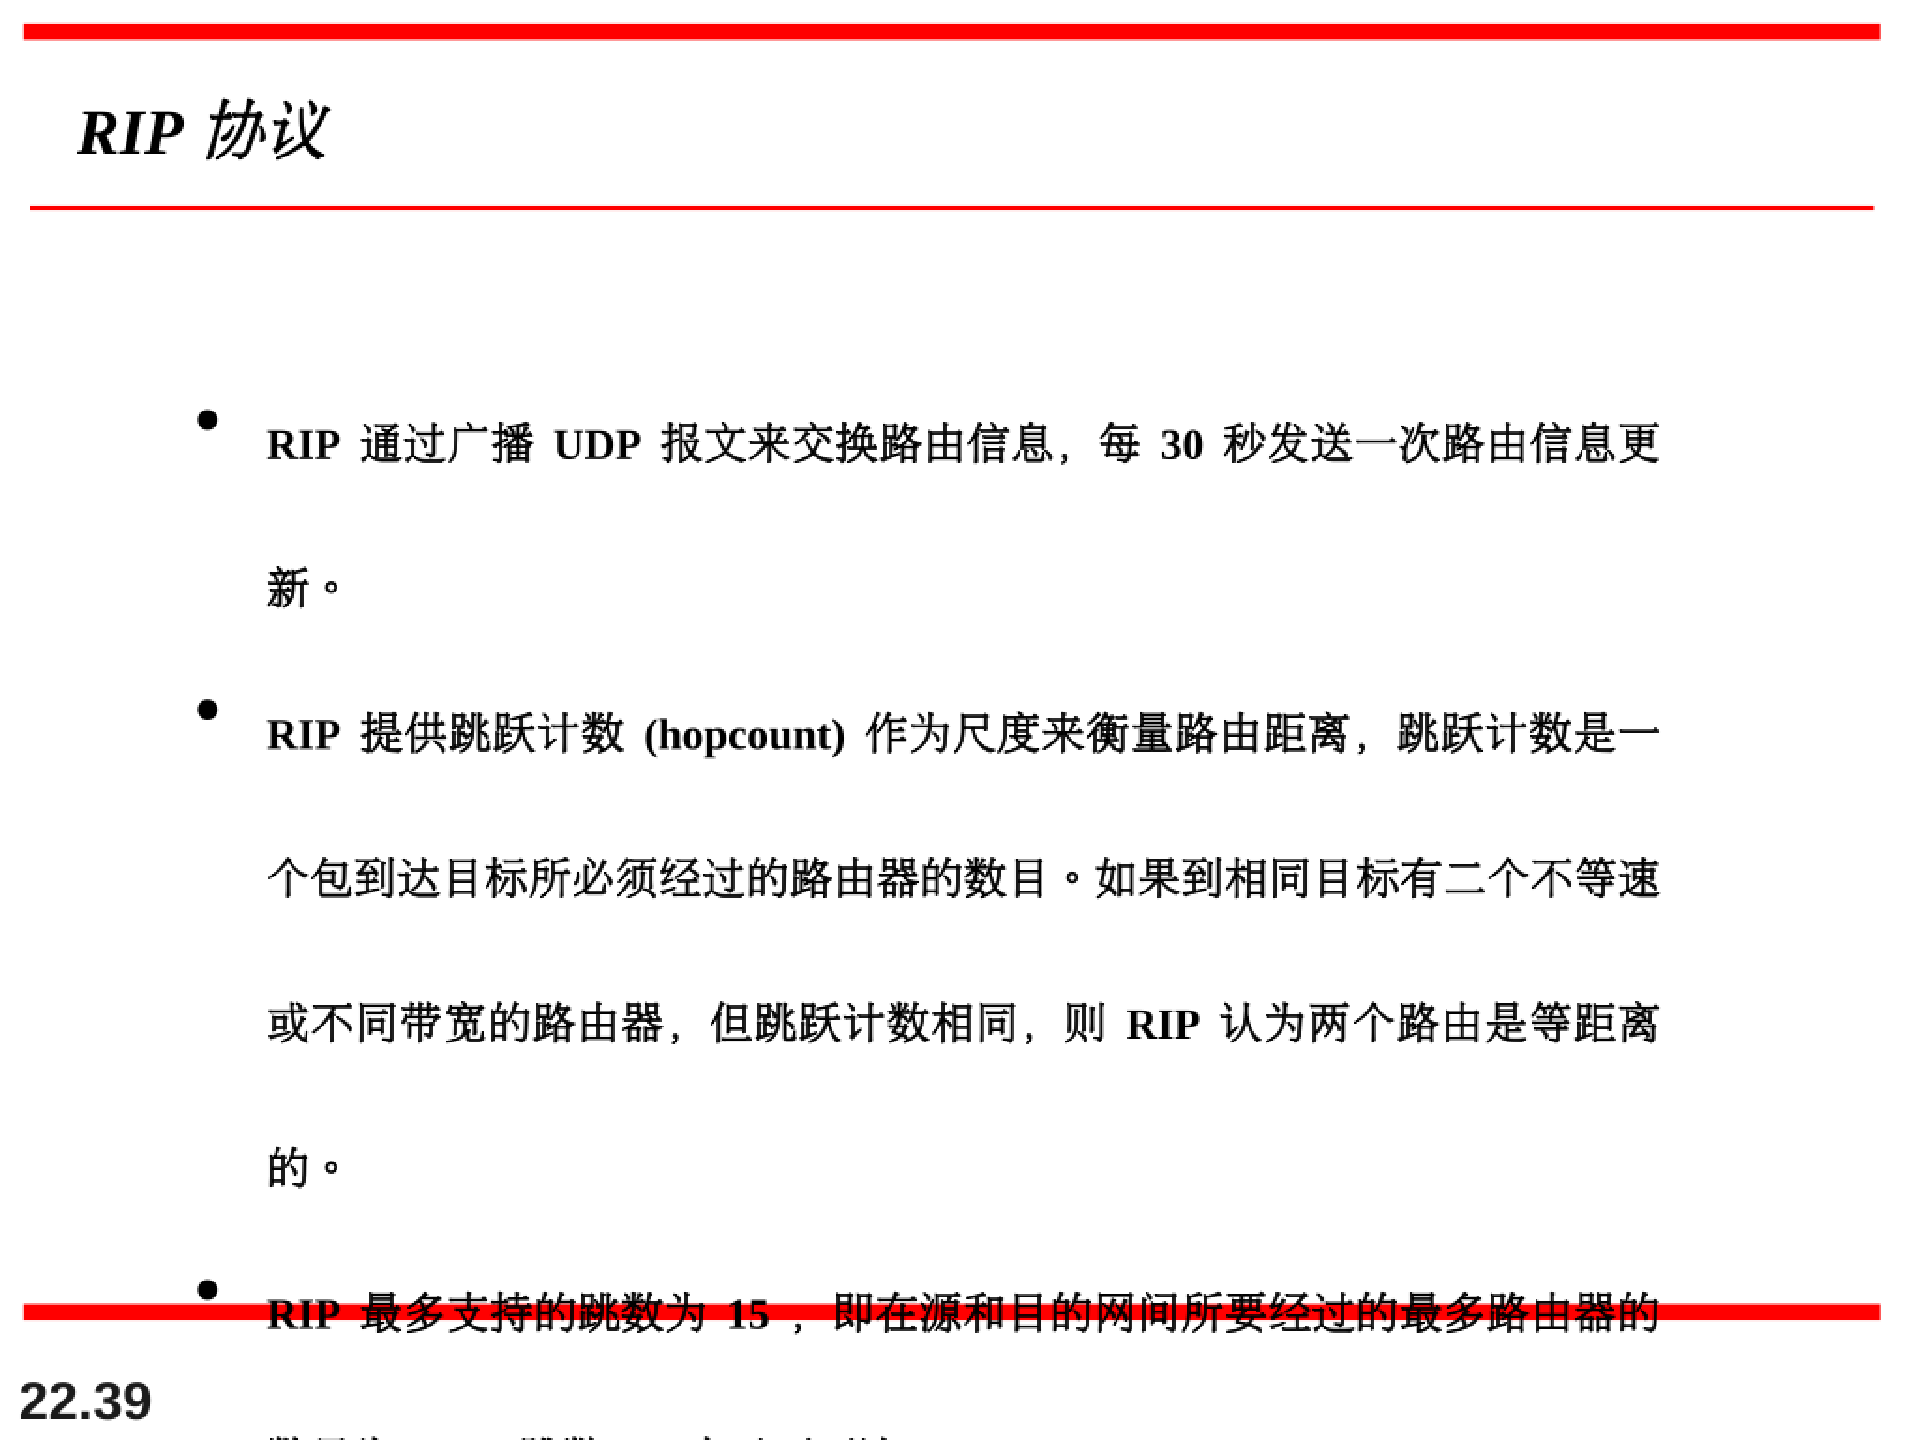 RIP 协议
• RIP 通过广播 UDP 报文来交换路由信息，每 30 秒发送一次路由信息更
新。
• RIP 提供跳跃计数 (hopcount) 作为尺度来衡量路由距离，跳跃计数是一
个包到达目标所必须经过的路由器的数目。如果到相同目标有二个不等速
或不同带宽的路由器，但跳跃计数相同，则 RIP 认为两个路由是等距离
的。
• RIP 最多支持的跳数为 15 ，即在源和目的网间所要经过的最多路由器的
22.39